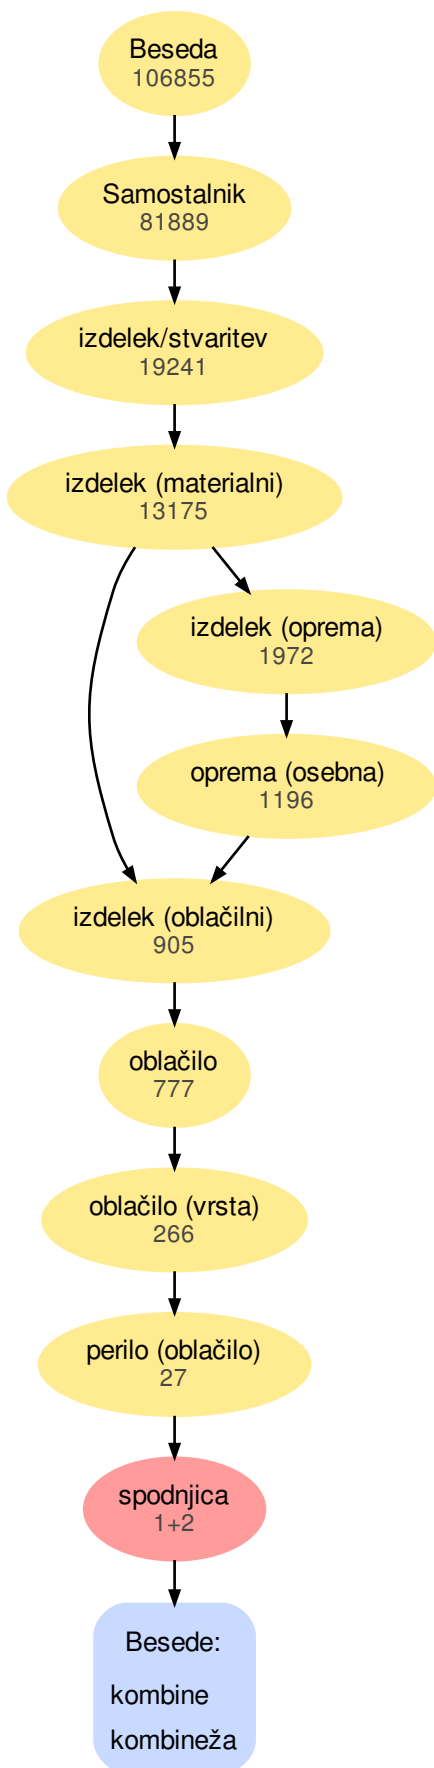 Beseda
106855
Samostalnik
81889
izdelek/stvaritev
19241
izdelek (materialni)
13175
izdelek (oprema)
1972
oprema (osebna)
1196
izdelek (oblačilni)
905
oblačilo
777
oblačilo (vrsta)
266
perilo (oblačilo)
27
spodnjica
1+2
Besede:
kombine
kombineža